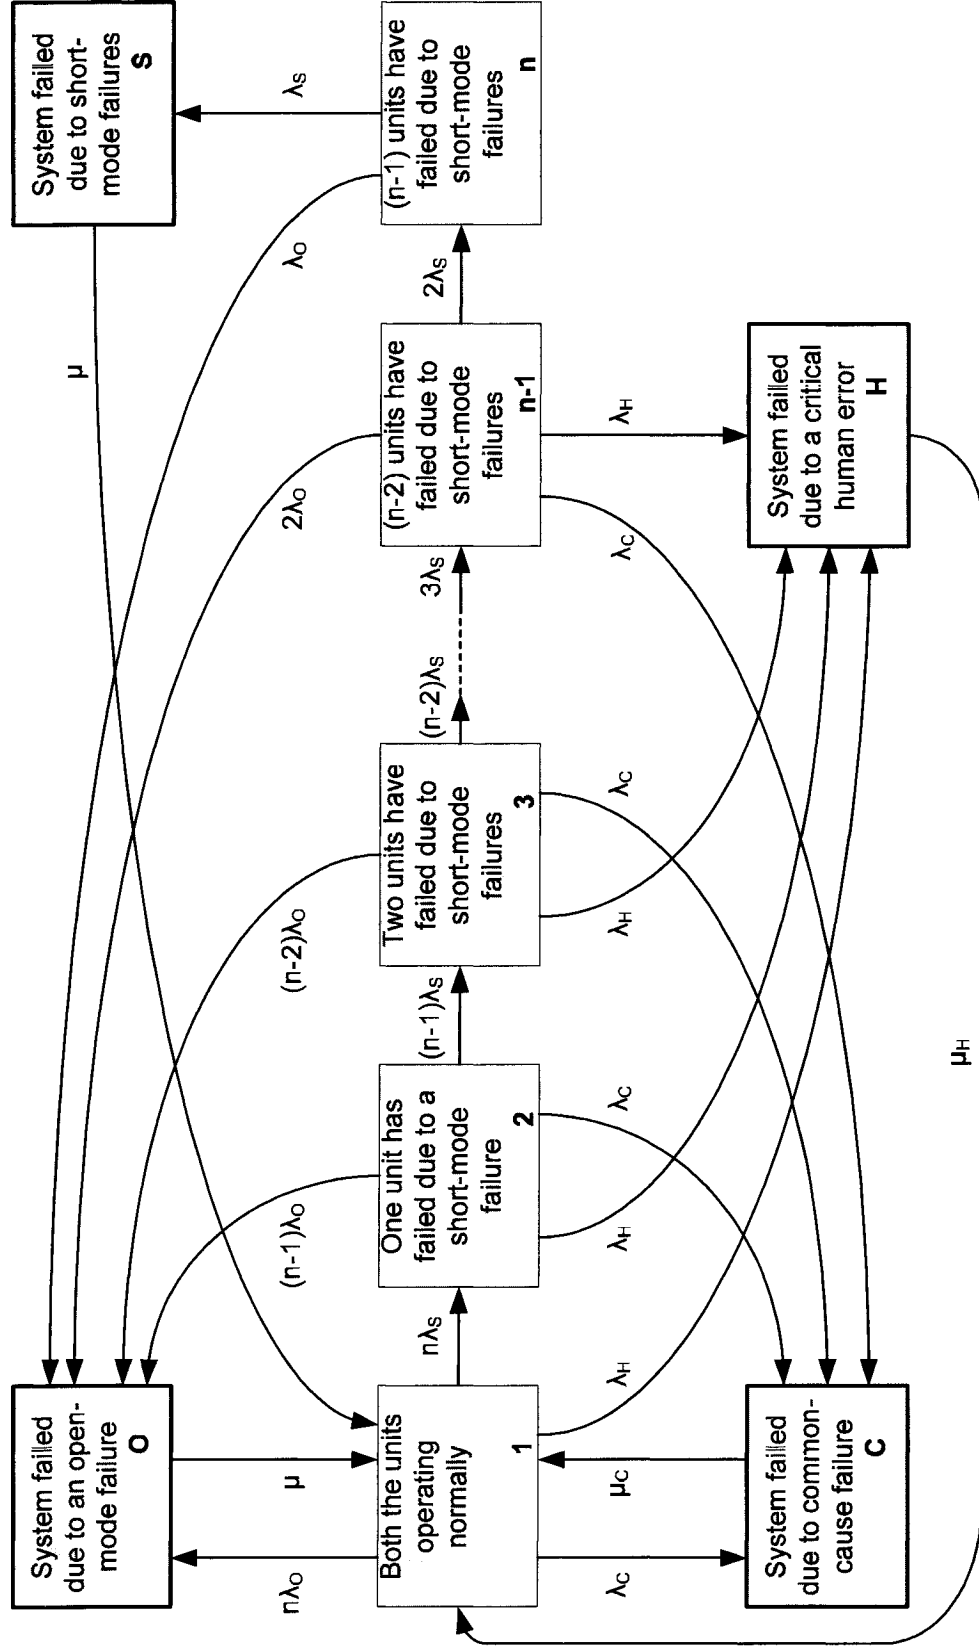 System failed
due to an open-
mode failure
O
System failed
due to short-
mode failures
S
μ
nλO
μ
(n-1)λO
(n-2)λO
2λO
λO
λS
Both the units
operating
normally
1
nλS
One unit has
failed due to a
short-mode
failure
2
(n-1)λS
Two units have
failed due to
short-mode
failures
3
(n-2)λS
3λS
(n-2) units have
failed due to
short-mode
failures
n-1
2λS
(n-1) units have
failed due to
short-mode
failures
n
λC
μC
λH
λH
λC
λH
λC
λC
λH
System failed
due to common-
cause failure
C
System failed
due to a critical
human error
H
μH